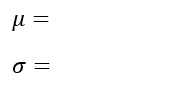 μ =
σ =